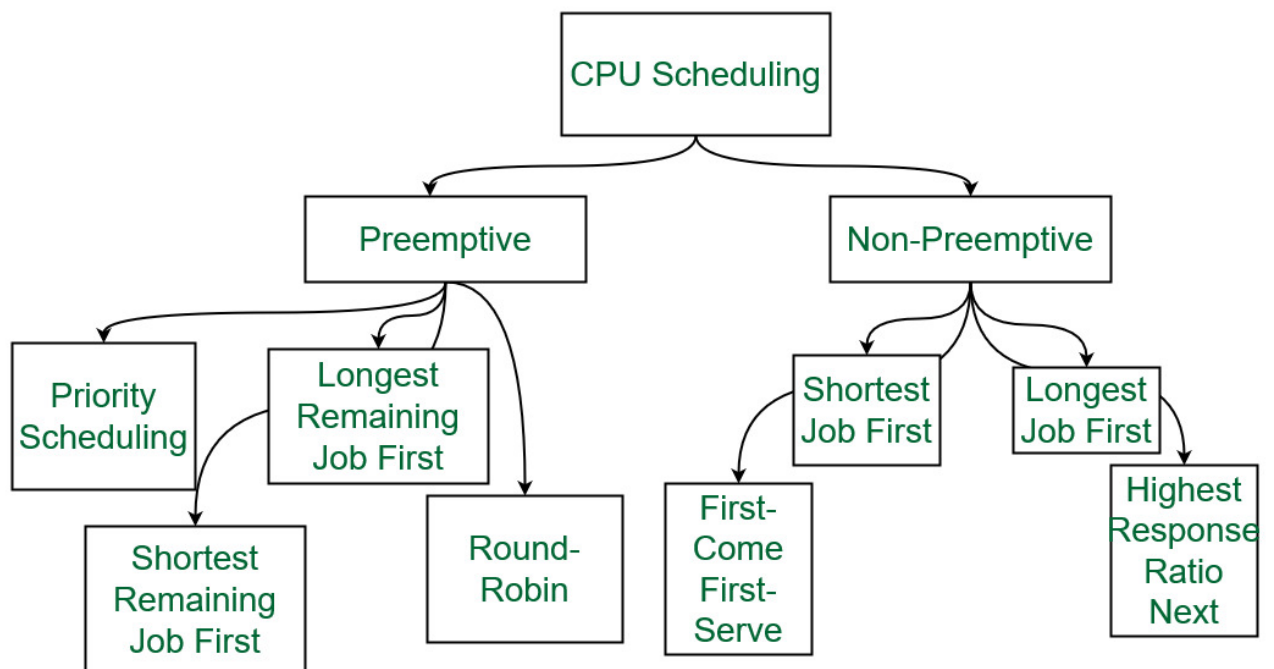 CPU Scheduling
Preemptive
Non-Preemptive
Priority
Scheduling
Longest
Remaining
Job First
Shortest
Job First
Longest
Job First
Shortest
Remaining
Job First
Round-
Robin
First-
Come
First-
Serve
Highest
Response
Ratio
Next